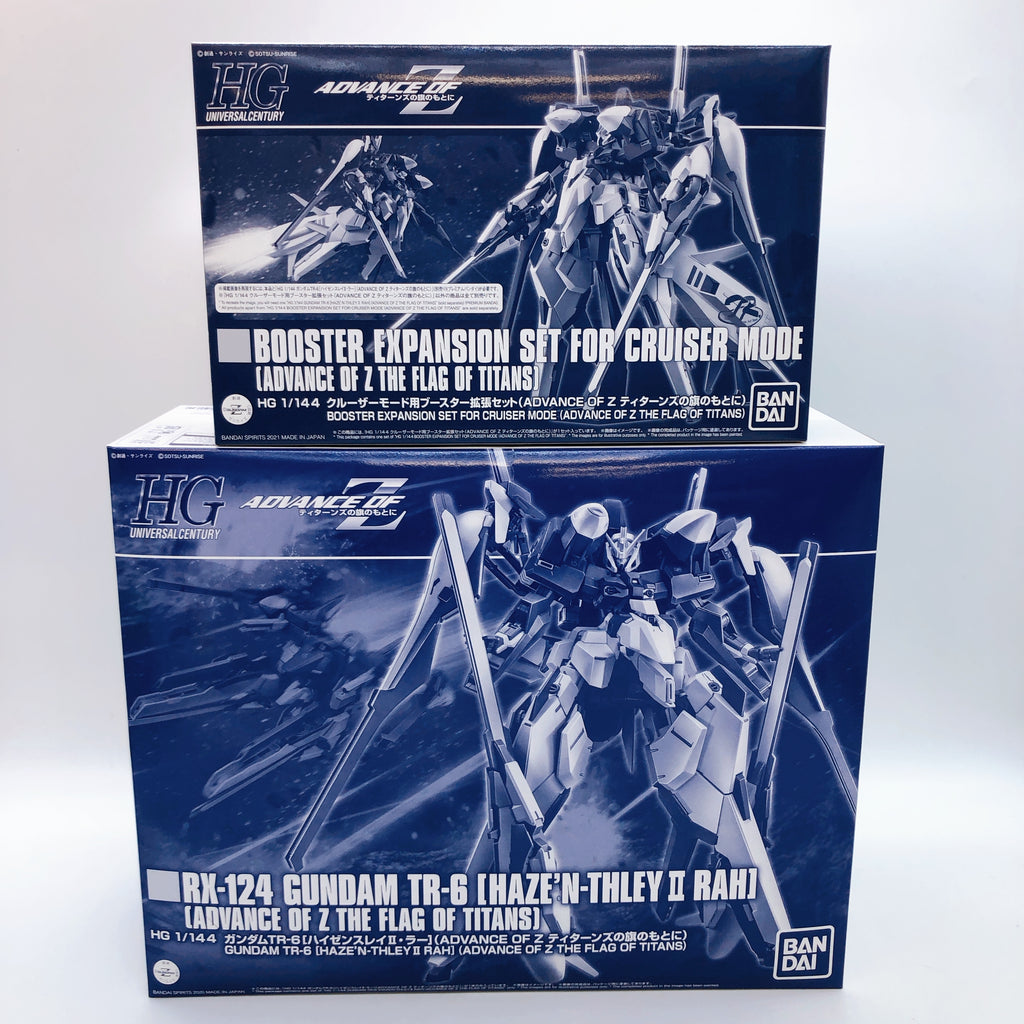 ©創通・サンライズ ©SOTSU・SUNRISE
HG
UNIVERSAL CENTURY
ADVANCE OF Z
ティターンズの旗のもとに
BOOSTER EXPANSION SET FOR CRUISER MODE
[ADVANCE OF Z THE FLAG OF TITANS]
HG 1/144 クルーザーモード用ブースター拡張セット(ADVANCE OF Z ティターンズの旗のもとに)
BOOSTER EXPANSION SET FOR CRUISER MODE (ADVANCE OF Z THE FLAG OF TITANS)
BAN
DAI
BANDAI SPIRITS 2021 MADE IN JAPAN
©創通・サンライズ ©SOTSU・SUNRISE
HG
UNIVERSAL CENTURY
ADVANCE OF Z
ティターンズの旗のもとに
RX-124 GUNDAM TR-6 [HAZE'N-THLEY II RAH]
[ADVANCE OF Z THE FLAG OF TITANS]
HG 1/144 ガンダムTR-6[ハイゼンスレイII・ラー](ADVANCE OF Z ティターンズの旗のもとに)
GUNDAM TR-6 [HAZE'N-THLEY II RAH] (ADVANCE OF Z THE FLAG OF TITANS)
BAN
DAI